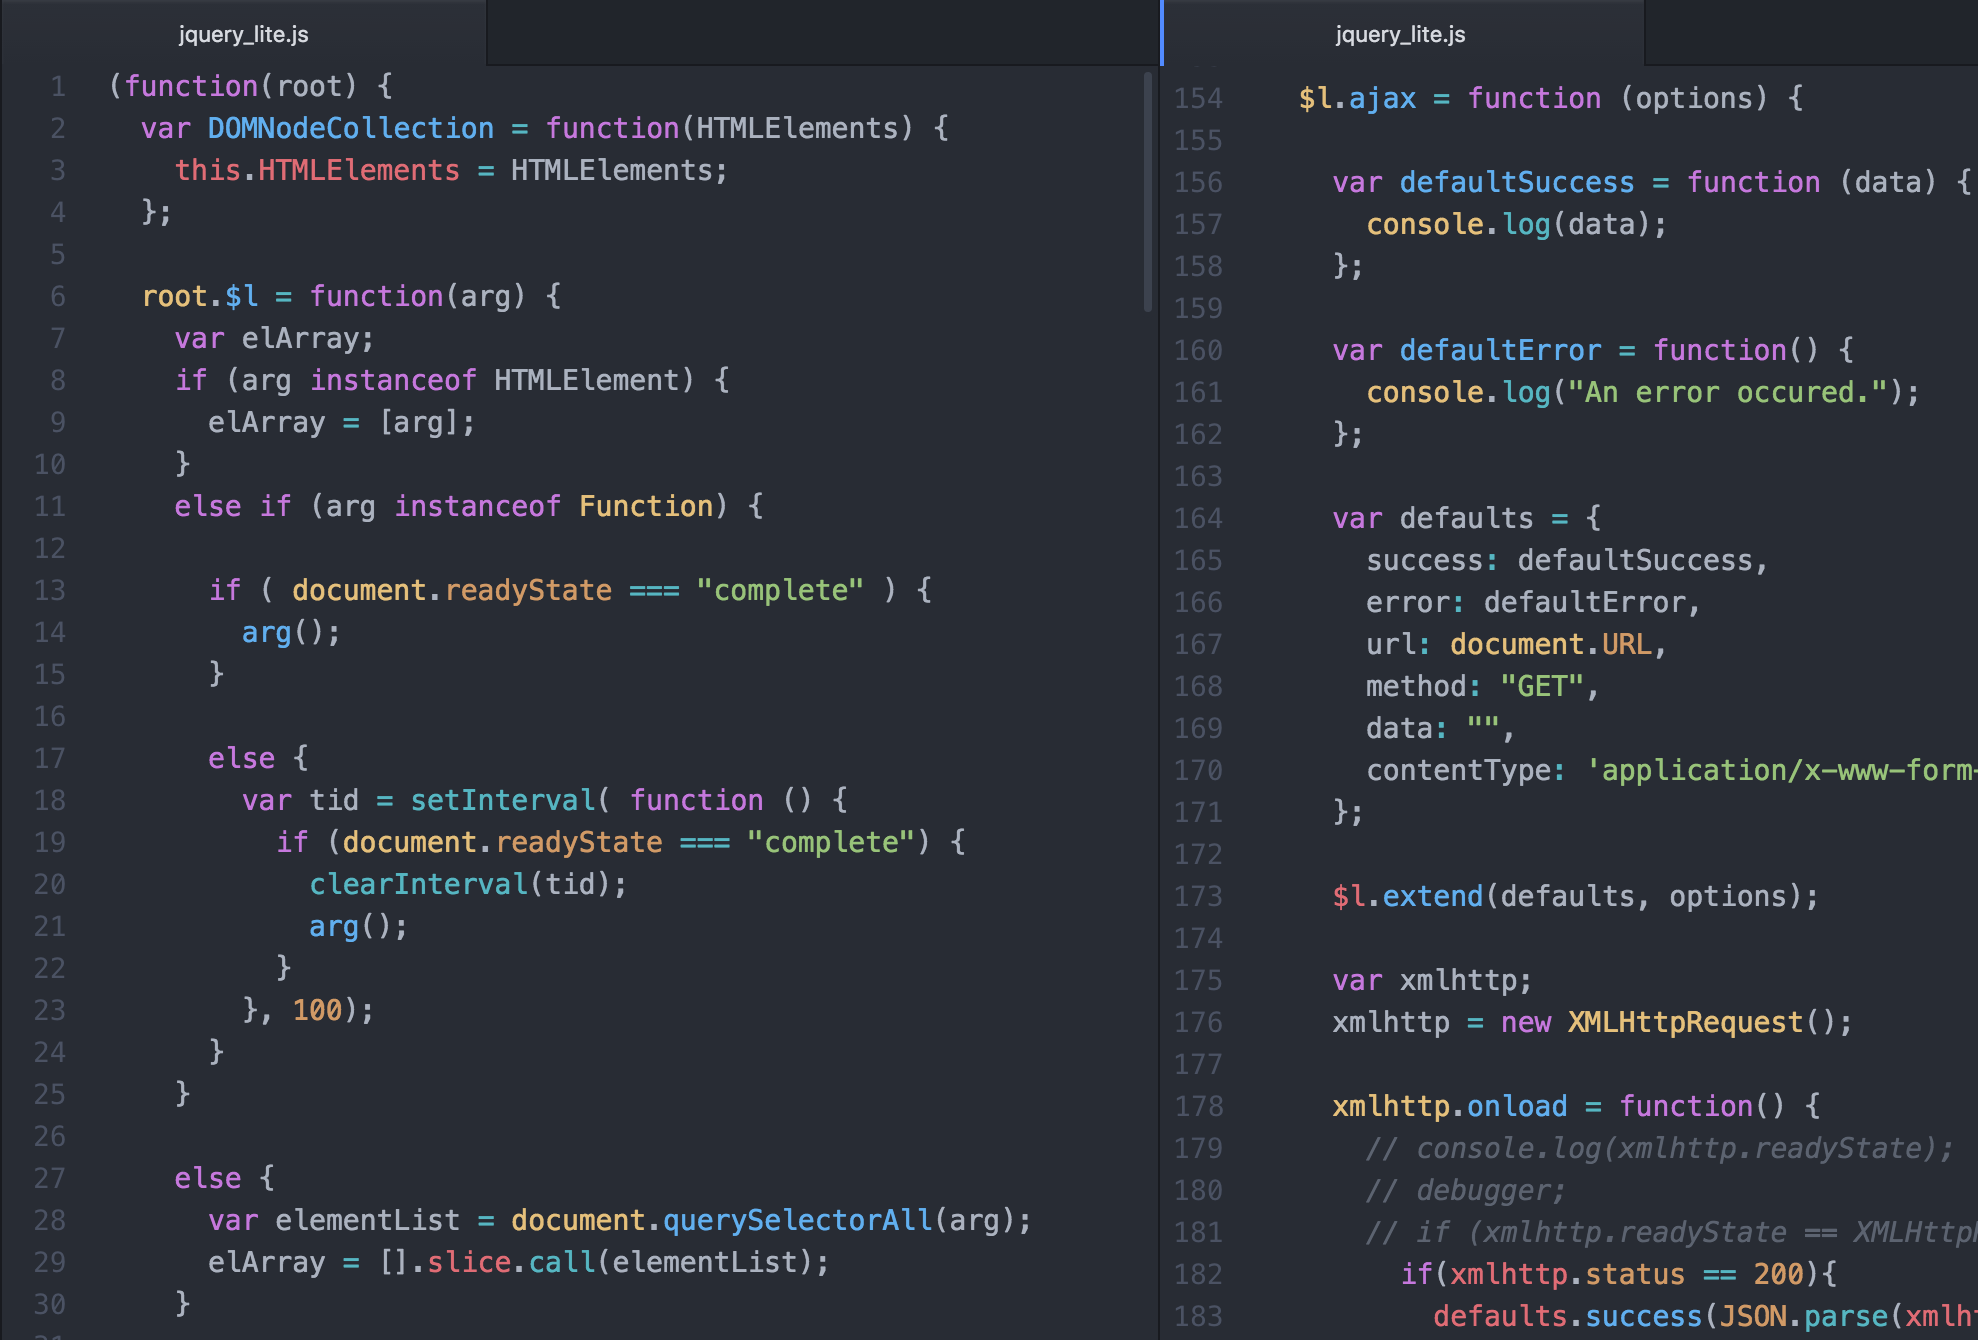 jquery_lite.js
1 (function(root) {
2 var DOMNodeCollection = function(HTMLElements) {
3 this.HTMLElements = HTMLElements;
4 };
5
6 root.$l = function(arg) {
7 var elArray;
8 if (arg instanceof HTMLElement) {
9 elArray = [arg];
10 }
11 else if (arg instanceof Function) {
12
13 if ( document.readyState === "complete" ) {
14 arg();
15 }
16
17 else {
18 var tid = setInterval( function () {
19 if (document.readyState === "complete") {
20 clearInterval(tid);
21 arg();
22 }
23 }, 100);
24 }
25 }
26
27 else {
28 var elementList = document.querySelectorAll(arg);
29 elArray = [].slice.call(elementList);
30 }
jquery_lite.js
154 $l.ajax = function (options) {
155
156 var defaultSuccess = function (data) {
157 console.log(data);
158 };
159
160 var defaultError = function() {
161 console.log("An error occured.");
162 };
163
164 var defaults = {
165 success: defaultSuccess,
166 error: defaultError,
167 url: document.URL,
168 method: "GET",
169 data: "",
170 contentType: 'application/x-www-form-
171 };
172
173 $l.extend(defaults, options);
174
175 var xmlhttp;
176 xmlhttp = new XMLHttpRequest();
177
178 xmlhttp.onload = function() {
179 // console.log(xmlhttp.readyState);
180 // debugger;
181 // if (xmlhttp.readyState == XMLHttp
182 if(xmlhttp.status == 200){
183 defaults.success(JSON.parse(xmlh